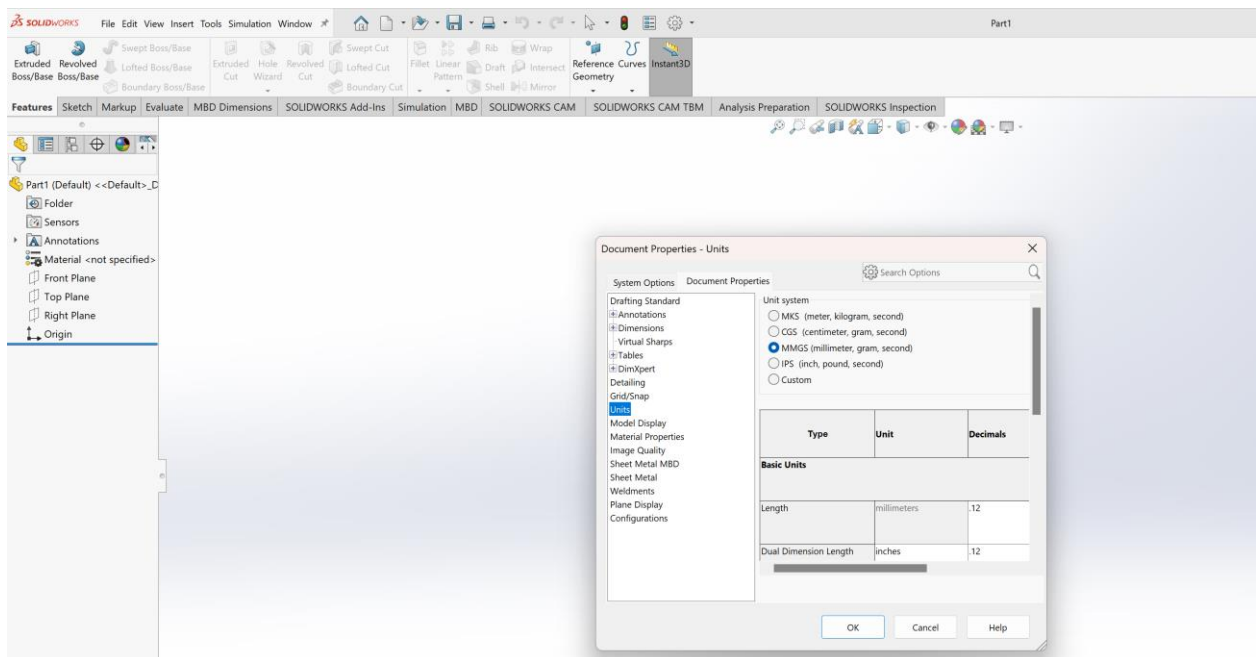 SOLIDWORKS File Edit View Insert Tools Simulation Window Part1
Swept Boss/Base Swept Cut Rib Wrap
Extruded Boss/Base Revolved Boss/Base Lofted Boss/Base Extruded Cut Hole Wizard Revolved Cut Lofted Cut Fillet Linear Pattern Draft Intersect Reference Geometry Curves Instant3D
Boundary Boss/Base Boundary Cut Shell Mirror
Features Sketch Markup Evaluate MBD Dimensions SOLIDWORKS Add-Ins Simulation MBD SOLIDWORKS CAM SOLIDWORKS CAM TBM Analysis Preparation SOLIDWORKS Inspection
Part1 (Default) <<Default>_D
Folder
Sensors
Annotations
Material <not specified>
Front Plane
Top Plane
Right Plane
Origin
Document Properties - Units
System Options Document Properties Search Options
Drafting Standard
Annotations
Dimensions
Virtual Sharps
Tables
DimXpert
Detailing
Grid/Snap
Units
Model Display
Material Properties
Image Quality
Sheet Metal MBD
Sheet Metal
Weldments
Plane Display
Configurations
Unit system
MKS (meter, kilogram, second)
CGS (centimeter, gram, second)
MMGS (millimeter, gram, second)
IPS (inch, pound, second)
Custom
Type Unit Decimals
Basic Units
Length millimeters .12
Dual Dimension Length inches .12
OK Cancel Help